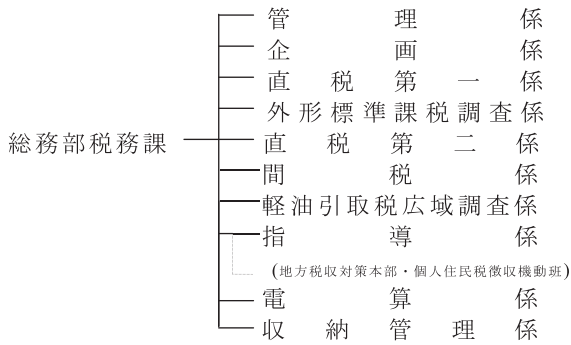 管理係
企画係
直税第一係
外形標準課税調査係
総務部税務課
直税第二係
間税係
軽油引取税広域調査係
指導係
(地方税収対策本部・個人住民税徴収機動班)
電算係
収納管理係